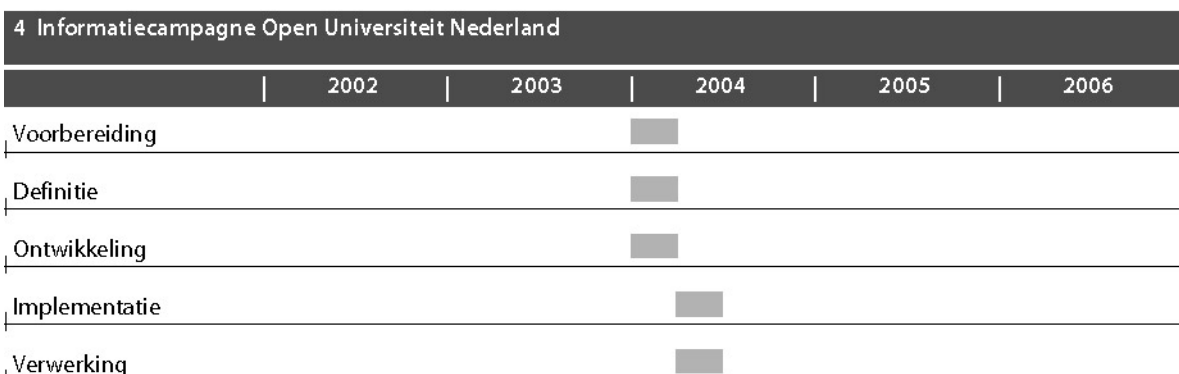 4 Informatiecampagne Open Universiteit Nederland
| 2002 | 2003 | 2004 | 2005 | 2006
Voorbereiding
Definitie
Ontwikkeling
Implementatie
Verwerking